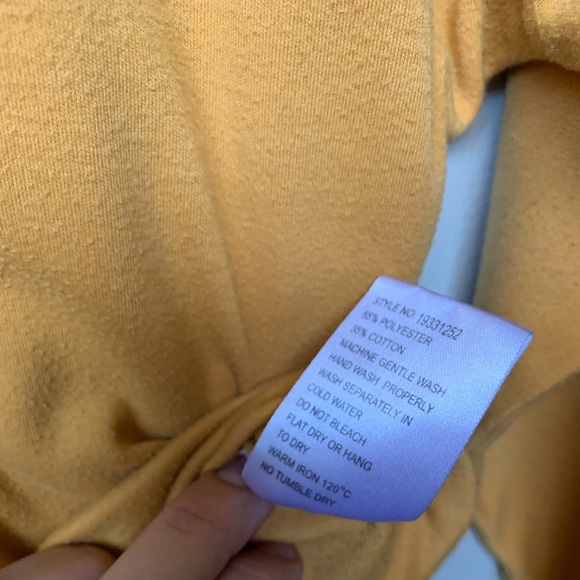 STYLE NO: 19331252
65% POLYESTER
35% COTTON
MACHINE GENTLE WASH
HAND WASH PROPERLY
WASH SEPARATELY IN
COLD WATER
DO NOT BLEACH
FLAT DRY OR HANG
TO DRY
WARM IRON 120°C
NO TUMBLE DRY